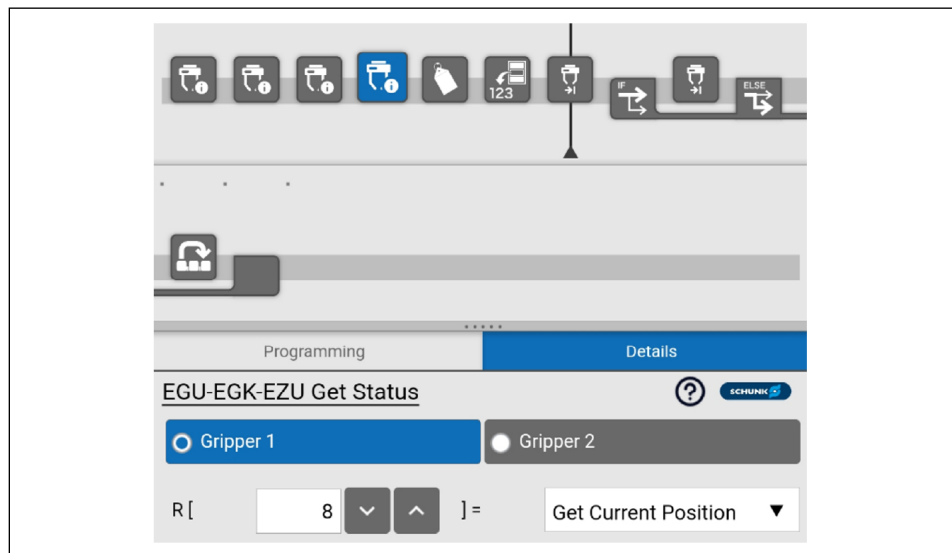 123
IF
ELSE
Programming
Details
EGU-EGK-EZU Get Status
SCHUNK
Gripper 1
Gripper 2
R [ 8 ] = Get Current Position